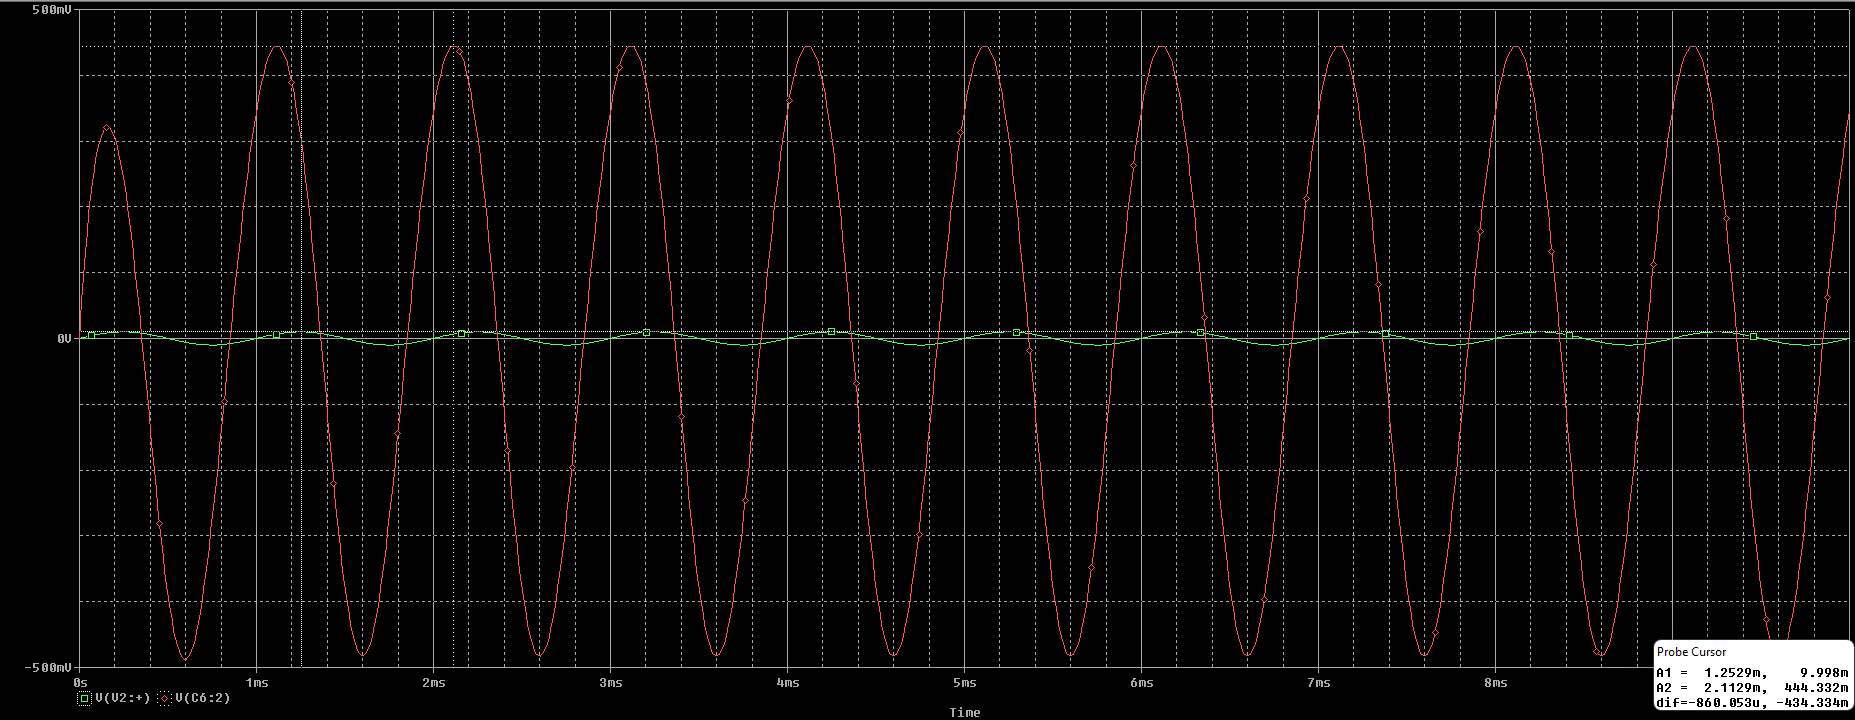 500mV
0V
-500mV
0s 1ms 2ms 3ms 4ms 5ms 6ms 7ms 8ms
V(V2:+) V(C6:2)
Time
Probe Cursor
A1 = 1.2529m, 9.998m
A2 = 2.1129m, 444.332m
dif=-860.053u, -434.334m